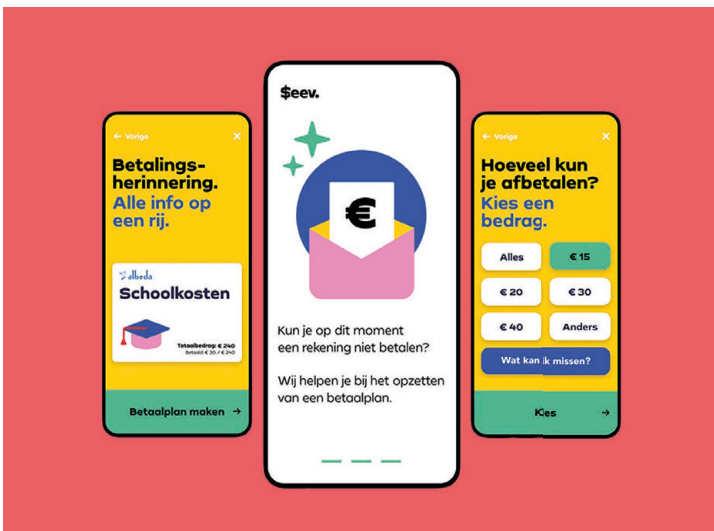 ← Vorige ×
Betalings-
herinnering.
Alle info op
een rij.
albeda
Schoolkosten
Totaalbedrag: € 240
Betaald € 30 / € 240
Betaalplan maken →
$eev.
€
Kun je op dit moment
een rekening niet betalen?
Wij helpen je bij het opzetten
van een betaalplan.
← Vorige ×
Hoeveel kun
je afbetalen?
Kies een
bedrag.
Alles € 15
€ 20 € 30
€ 40 Anders
Wat kan ik missen?
Kies →